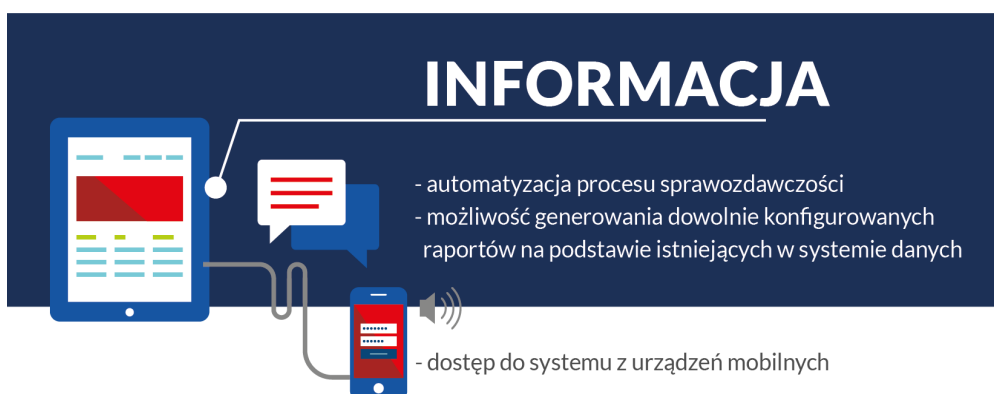 INFORMACJA
- automatyzacja procesu sprawozdawczości
- możliwość generowania dowolnie konfigurowanych
raportów na podstawie istniejących w systemie danych
- dostęp do systemu z urządzeń mobilnych